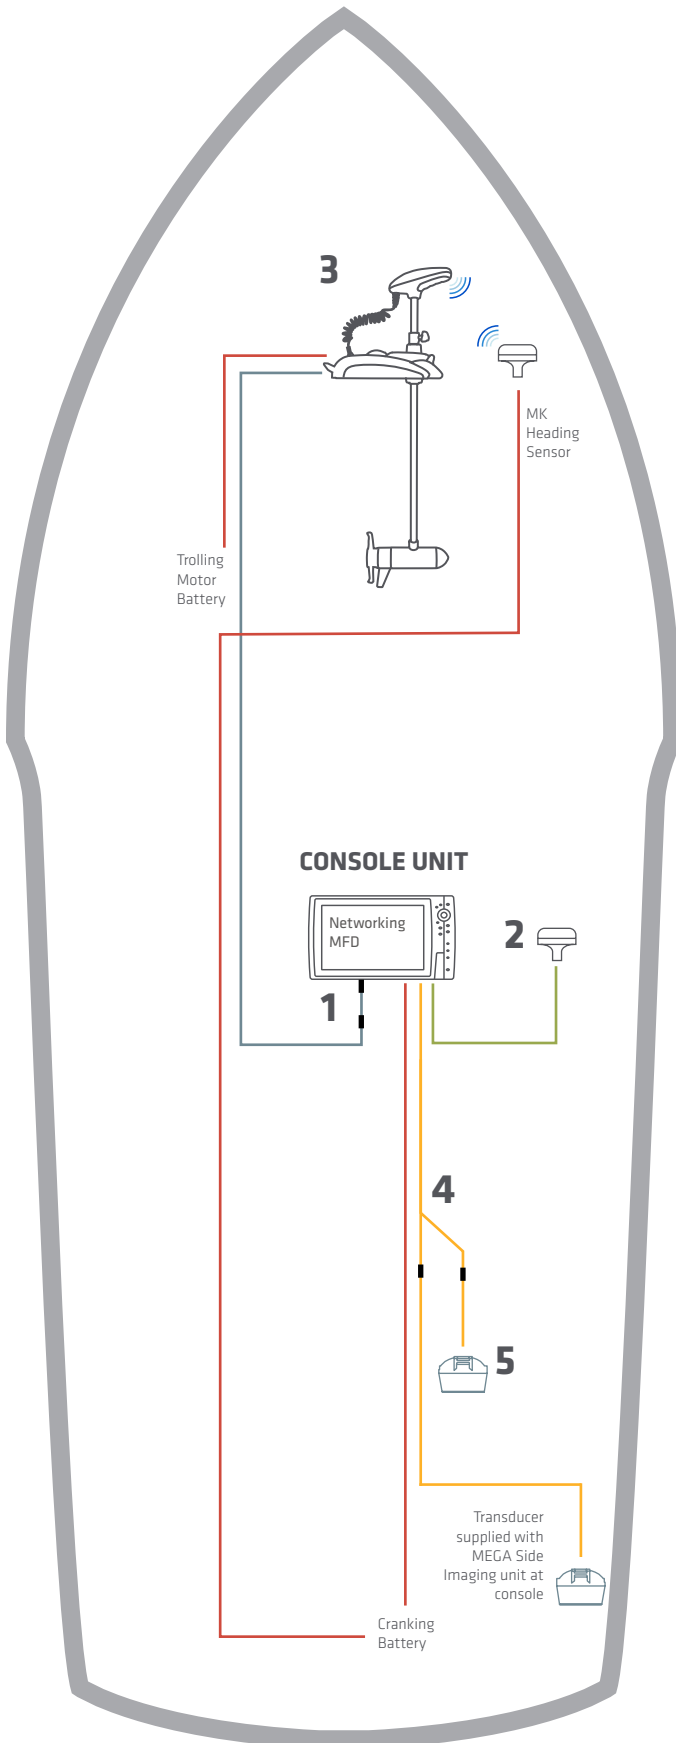 3
MK
Heading
Sensor
Trolling
Motor
Battery
CONSOLE UNIT
Networking
MFD
2
1
4
5
Transducer
supplied with
MEGA Side
Imaging unit at
console
Cranking
Battery